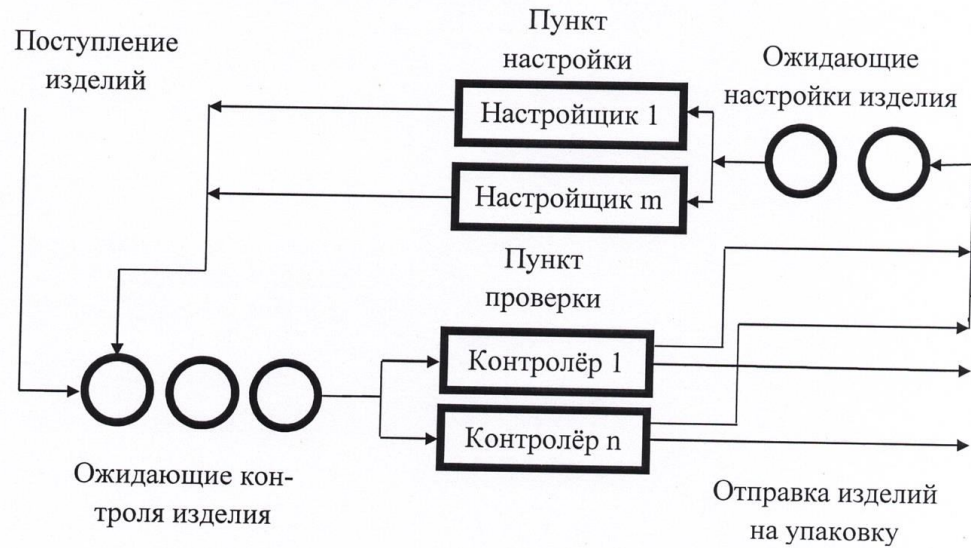 Поступление
изделий
Пункт
настройки
Настройщик 1
Настройщик m
Ожидающие
настройки изделия
Пункт
проверки
Контролёр 1
Контролёр n
Ожидающие кон-
троля изделия
Отправка изделий
на упаковку